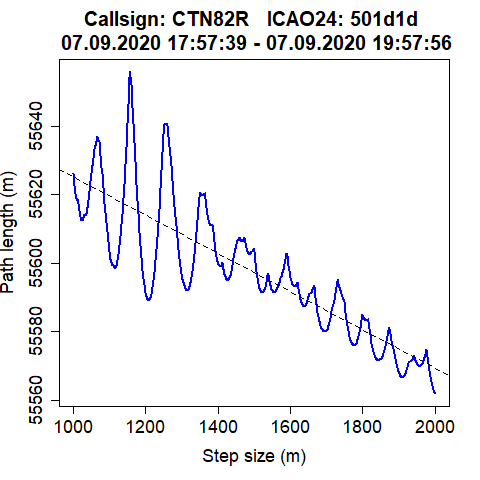 Callsign: CTN82R   ICAO24: 501d1d
07.09.2020 17:57:39 - 07.09.2020 19:57:56
Path length (m)
55640
55620
55600
55580
55560
1000
1200
1400
1600
1800
2000
Step size (m)